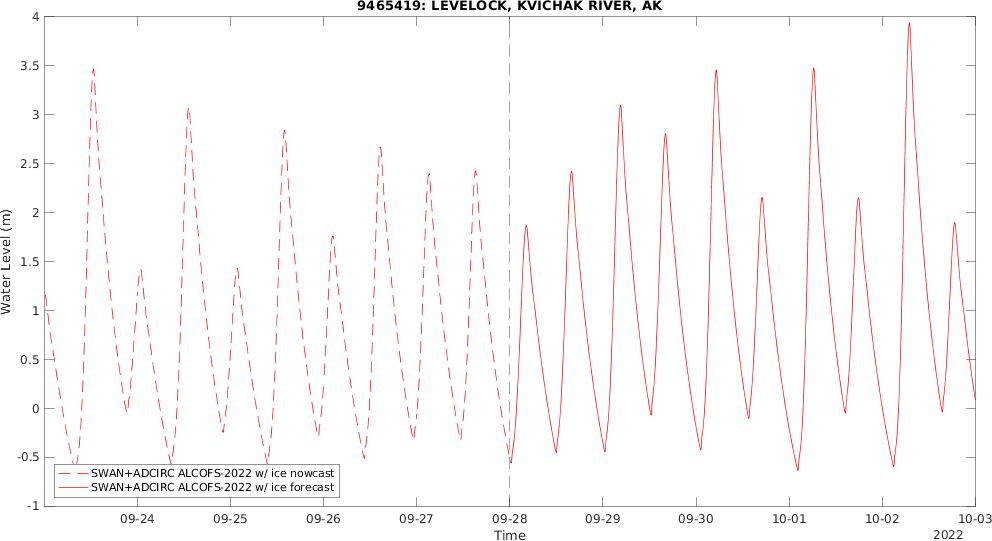 9465419: LEVELOCK, KVICHAK RIVER, AK
4
3.5
3
2.5
2
1.5
1
0.5
0
-0.5
-1
Water Level (m)
SWAN+ADCIRC ALCOFS-2022 w/ ice nowcast
SWAN+ADCIRC ALCOFS-2022 w/ ice forecast
09-24 09-25 09-26 09-27 09-28 09-29 09-30 10-01 10-02 10-03
Time
2022